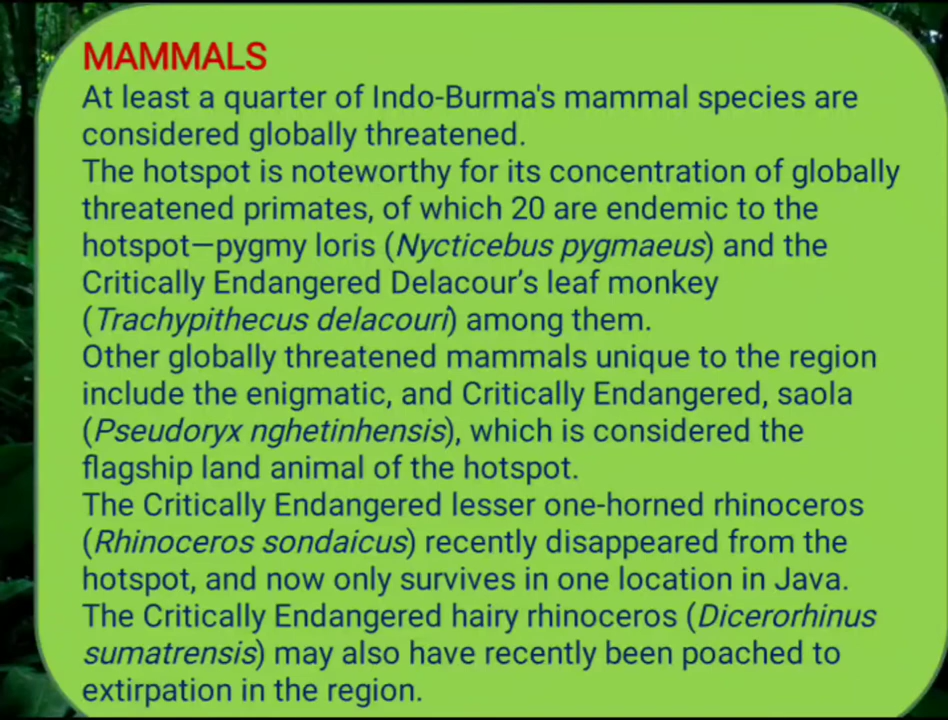 MAMMALS
At least a quarter of Indo-Burma's mammal species are
considered globally threatened.
The hotspot is noteworthy for its concentration of globally
threatened primates, of which 20 are endemic to the
hotspot—pygmy loris (Nycticebus pygmaeus) and the
Critically Endangered Delacour’s leaf monkey
(Trachypithecus delacouri) among them.
Other globally threatened mammals unique to the region
include the enigmatic, and Critically Endangered, saola
(Pseudoryx nghetinhensis), which is considered the
flagship land animal of the hotspot.
The Critically Endangered lesser one-horned rhinoceros
(Rhinoceros sondaicus) recently disappeared from the
hotspot, and now only survives in one location in Java.
The Critically Endangered hairy rhinoceros (Dicerorhinus
sumatrensis) may also have recently been poached to
extirpation in the region.